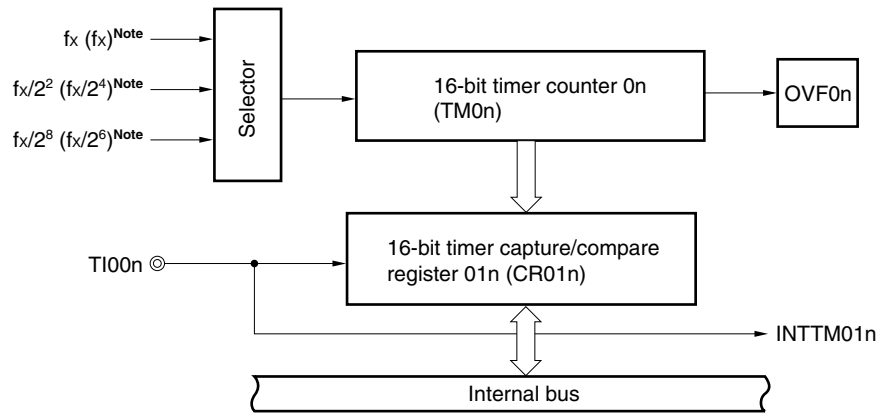 fx (fx)Note
fx/2² (fx/2⁴)Note
fx/2⁸ (fx/2⁶)Note
Selector
16-bit timer counter 0n
(TM0n)
OVF0n
TI00n
16-bit timer capture/compare
register 01n (CR01n)
INTTM01n
Internal bus